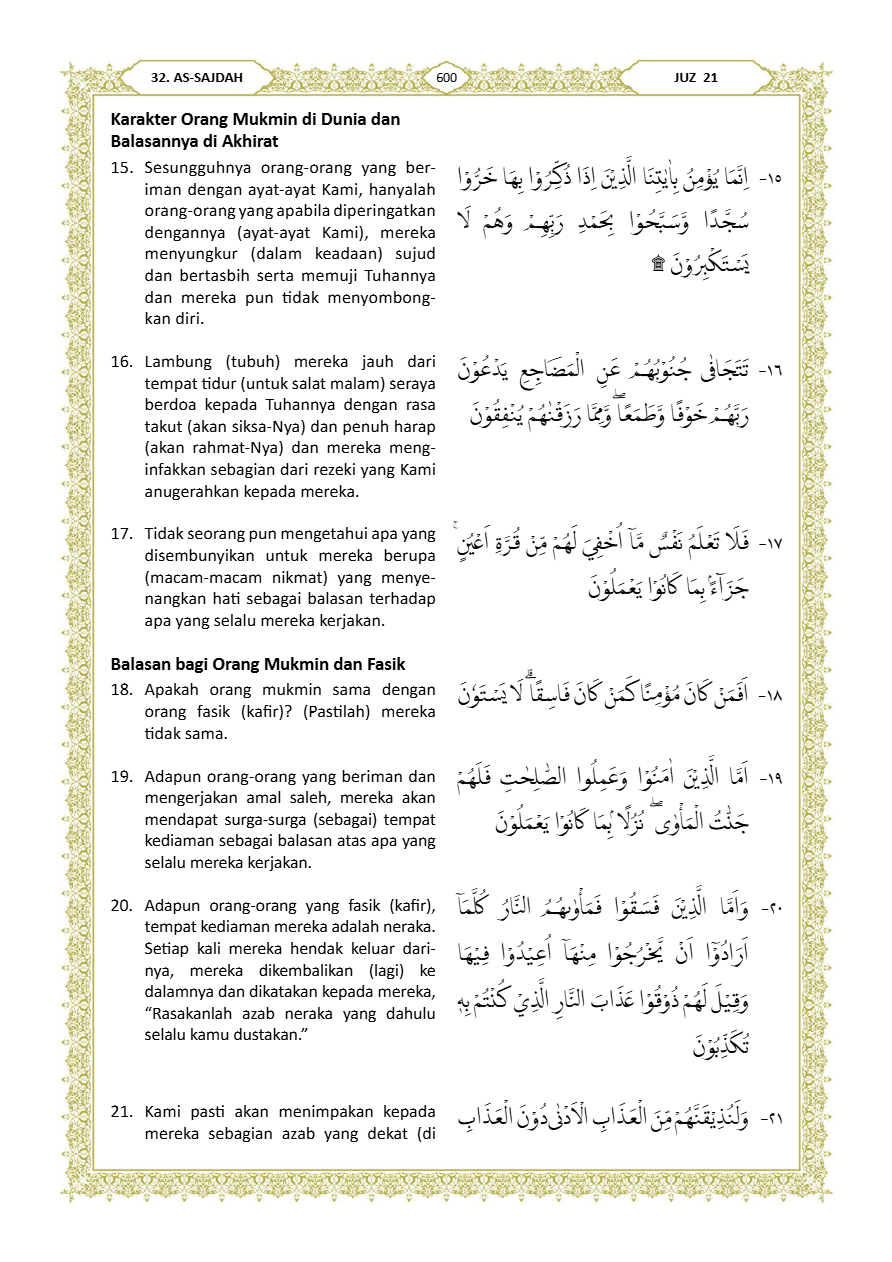 32. AS-SAJDAH
600
JUZ 21
Karakter Orang Mukmin di Dunia dan
Balasannya di Akhirat
15. Sesungguhnya orang-orang yang ber-
iman dengan ayat-ayat Kami, hanyalah
orang-orang yang apabila diperingatkan
dengannya (ayat-ayat Kami), mereka
menyungkur (dalam keadaan) sujud
dan bertasbih serta memuji Tuhannya
dan mereka pun tidak menyombong-
kan diri.
١٥- اِنَّمَا يُؤْمِنُ بِاٰيٰتِنَا الَّذِيْنَ اِذَا ذُكِّرُوْا بِهَا خَرُّوْا
سُجَّدًا وَّسَبَّحُوْا بِحَمْدِ رَبِّهِمْ وَهُمْ لَا
يَسْتَكْبِرُوْنَ ۩
16. Lambung (tubuh) mereka jauh dari
tempat tidur (untuk salat malam) seraya
berdoa kepada Tuhannya dengan rasa
takut (akan siksa-Nya) dan penuh harap
(akan rahmat-Nya) dan mereka meng-
infakkan sebagian dari rezeki yang Kami
anugerahkan kepada mereka.
١٦- تَتَجَافٰى جُنُوْبُهُمْ عَنِ الْمَضَاجِعِ يَدْعُوْنَ
رَبَّهُمْ خَوْفًا وَّطَمَعًاۖ وَّمِمَّا رَزَقْنٰهُمْ يُنْفِقُوْنَ
17. Tidak seorang pun mengetahui apa yang
disembunyikan untuk mereka berupa
(macam-macam nikmat) yang menye-
nangkan hati sebagai balasan terhadap
apa yang selalu mereka kerjakan.
١٧- فَلَا تَعْلَمُ نَفْسٌ مَّآ اُخْفِيَ لَهُمْ مِّنْ قُرَّةِ اَعْيُنٍۚ
جَزَاۤءًۢ بِمَا كَانُوْا يَعْمَلُوْنَ
Balasan bagi Orang Mukmin dan Fasik
18. Apakah orang mukmin sama dengan
orang fasik (kafir)? (Pastilah) mereka
tidak sama.
١٨- اَفَمَنْ كَانَ مُؤْمِنًا كَمَنْ كَانَ فَاسِقًاۗ لَا يَسْتَوٗنَ
19. Adapun orang-orang yang beriman dan
mengerjakan amal saleh, mereka akan
mendapat surga-surga (sebagai) tempat
kediaman sebagai balasan atas apa yang
selalu mereka kerjakan.
١٩- اَمَّا الَّذِيْنَ اٰمَنُوْا وَعَمِلُوا الصّٰلِحٰتِ فَلَهُمْ
جَنّٰتُ الْمَأْوٰىۖ نُزُلًا ۢبِمَا كَانُوْا يَعْمَلُوْنَ
20. Adapun orang-orang yang fasik (kafir),
tempat kediaman mereka adalah neraka.
Setiap kali mereka hendak keluar dari-
nya, mereka dikembalikan (lagi) ke
dalamnya dan dikatakan kepada mereka,
“Rasakanlah azab neraka yang dahulu
selalu kamu dustakan.”
٢٠- وَاَمَّا الَّذِيْنَ فَسَقُوْا فَمَأْوٰىهُمُ النَّارُ كُلَّمَآ
اَرَادُوْٓا اَنْ يَّخْرُجُوْا مِنْهَآ اُعِيْدُوْا فِيْهَا
وَقِيْلَ لَهُمْ ذُوْقُوْا عَذَابَ النَّارِ الَّذِيْ كُنْتُمْ بِهٖ
تُكَذِّبُوْنَ
21. Kami pasti akan menimpakan kepada
mereka sebagian azab yang dekat (di
٢١- وَلَنُذِيْقَنَّهُمْ مِّنَ الْعَذَابِ الْاَدْنٰى دُوْنَ الْعَذَابِ